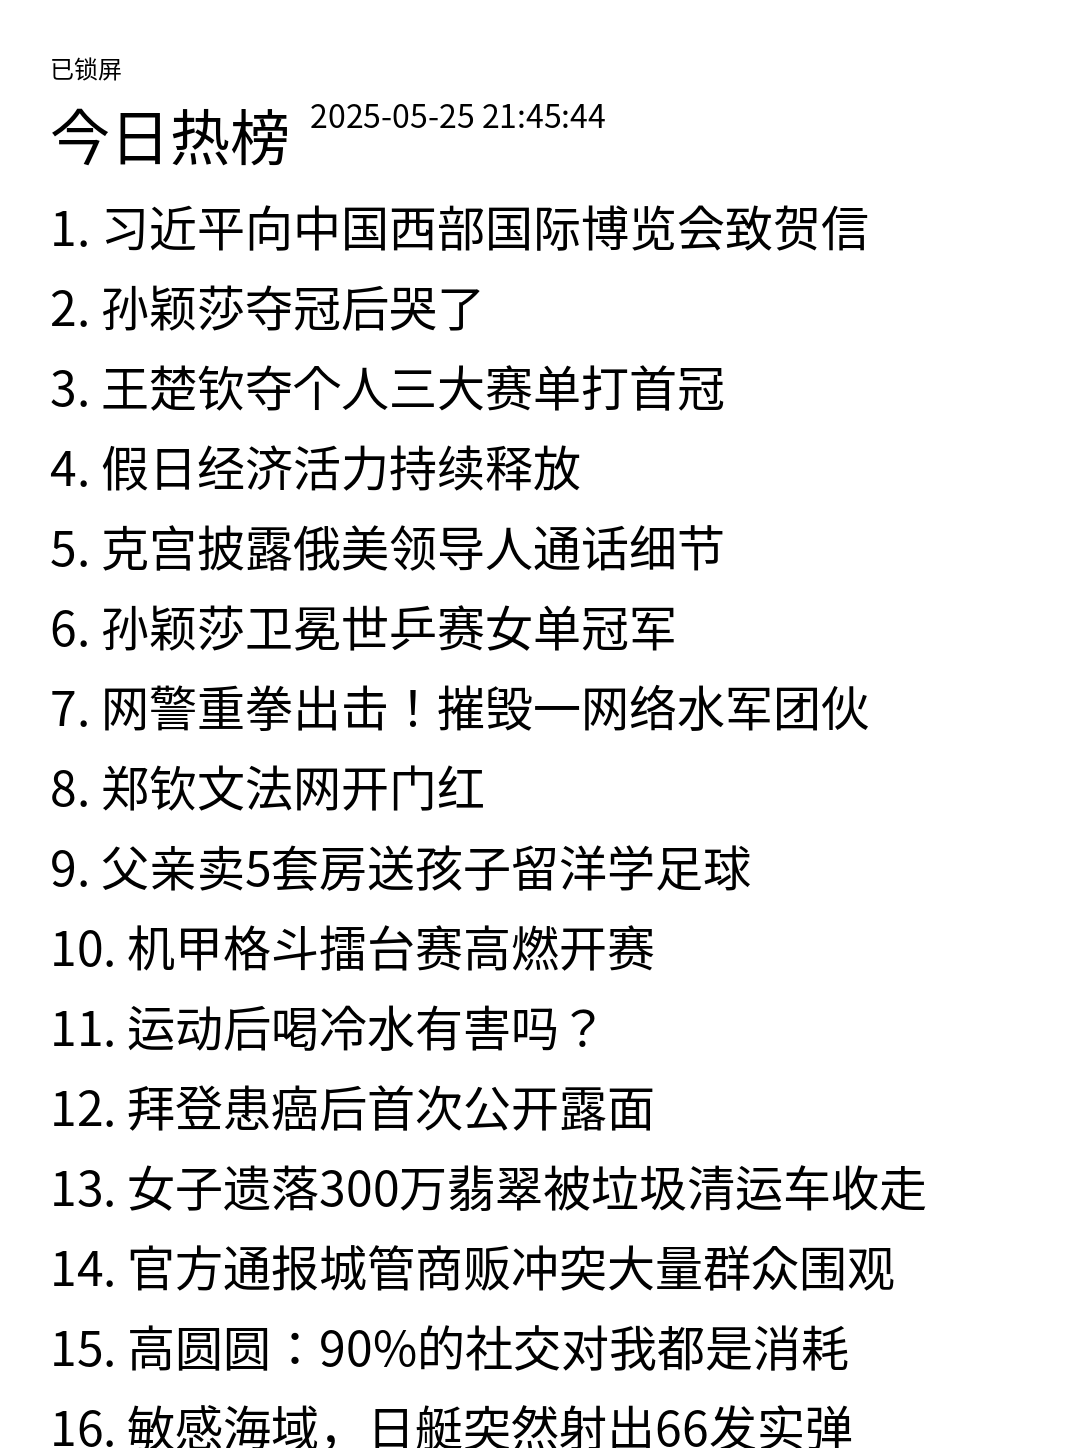 已锁屏
今日热榜 2025-05-25 21:45:44
1. 习近平向中国西部国际博览会致贺信
2. 孙颖莎夺冠后哭了
3. 王楚钦夺个人三大赛单打首冠
4. 假日经济活力持续释放
5. 克宫披露俄美领导人通话细节
6. 孙颖莎卫冕世乒赛女单冠军
7. 网警重拳出击！摧毁一网络水军团伙
8. 郑钦文法网开门红
9. 父亲卖5套房送孩子留洋学足球
10. 机甲格斗擂台赛高燃开赛
11. 运动后喝冷水有害吗？
12. 拜登患癌后首次公开露面
13. 女子遗落300万翡翠被垃圾清运车收走
14. 官方通报城管商贩冲突大量群众围观
15. 高圆圆：90%的社交对我都是消耗
16. 敏感海域，日艇突然射出66发实弹